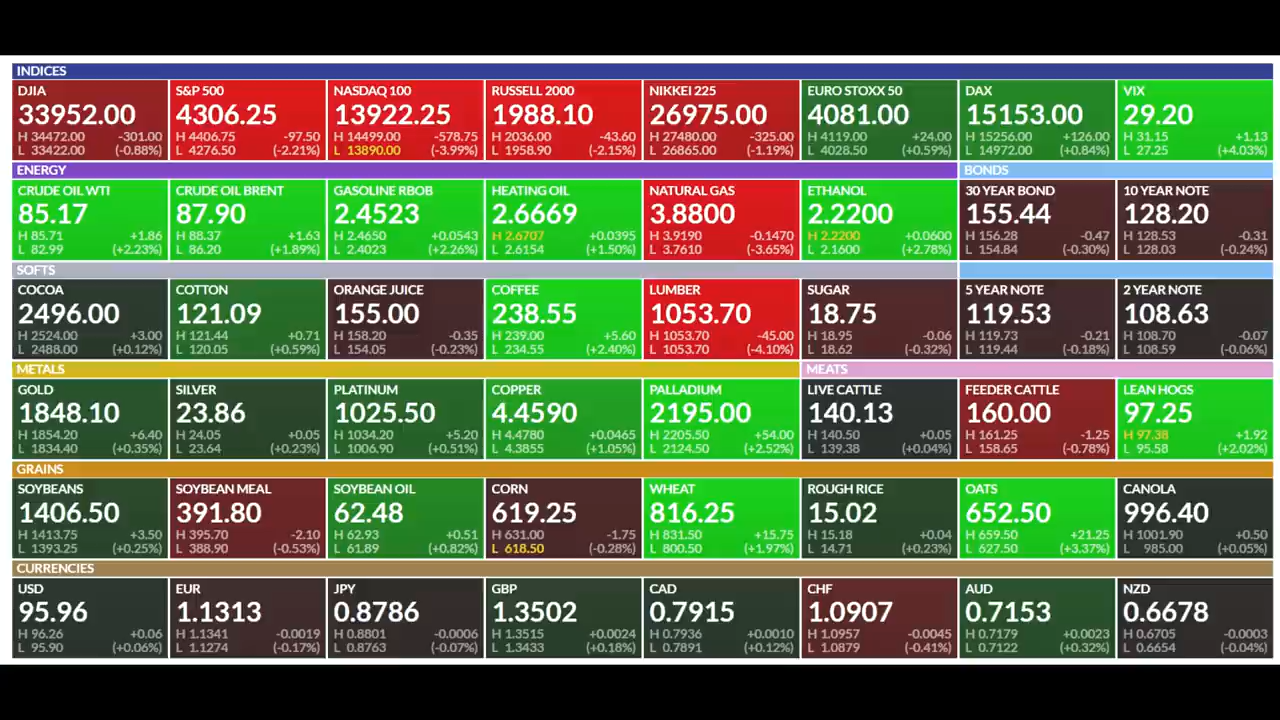 INDICES
DJIA S&P 500 NASDAQ 100 RUSSELL 2000 NIKKEI 225 EURO STOXX 50 DAX VIX
33952.00 4306.25 13922.25 1988.10 26975.00 4081.00 15153.00 29.20
H 34472.00 -301.00 H 4406.75 -97.50 H 14499.00 -578.75 H 2036.00 -43.60 H 27480.00 -325.00 H 4119.00 +24.00 H 15256.00 +126.00 H 31.15 +1.13
L 33422.00 (-0.88%) L 4276.50 (-2.21%) L 13890.00 (-3.99%) L 1958.90 (-2.15%) L 26865.00 (-1.19%) L 4028.50 (+0.59%) L 14972.00 (+0.84%) L 27.25 (+4.03%)
ENERGY BONDS
CRUDE OIL WTI CRUDE OIL BRENT GASOLINE RBOB HEATING OIL NATURAL GAS ETHANOL 30 YEAR BOND 10 YEAR NOTE
85.17 87.90 2.4523 2.6669 3.8800 2.2200 155.44 128.20
H 85.71 +1.86 H 88.37 +1.63 H 2.4650 +0.0543 H 2.6707 +0.0395 H 3.9190 -0.1470 H 2.2200 +0.0600 H 156.28 -0.47 H 128.53 -0.31
L 82.99 (+2.23%) L 86.20 (+1.89%) L 2.4023 (+2.26%) L 2.6154 (+1.50%) L 3.7610 (-3.65%) L 2.1600 (+2.78%) L 154.84 (-0.30%) L 128.03 (-0.24%)
SOFTS
COCOA COTTON ORANGE JUICE COFFEE LUMBER SUGAR 5 YEAR NOTE 2 YEAR NOTE
2496.00 121.09 155.00 238.55 1053.70 18.75 119.53 108.63
H 2524.00 +3.00 H 121.44 +0.71 H 158.20 -0.35 H 239.00 +5.60 H 1053.70 -45.00 H 18.95 -0.06 H 119.73 -0.21 H 108.70 -0.07
L 2488.00 (+0.12%) L 120.05 (+0.59%) L 154.05 (-0.23%) L 234.55 (+2.40%) L 1053.70 (-4.10%) L 18.62 (-0.32%) L 119.44 (-0.18%) L 108.59 (-0.06%)
METALS MEATS
GOLD SILVER PLATINUM COPPER PALLADIUM LIVE CATTLE FEEDER CATTLE LEAN HOGS
1848.10 23.86 1025.50 4.4590 2195.00 140.13 160.00 97.25
H 1854.20 +6.40 H 24.05 +0.05 H 1034.20 +5.20 H 4.4780 +0.0465 H 2205.50 +54.00 H 140.50 +0.05 H 161.25 -1.25 H 97.38 +1.92
L 1834.40 (+0.35%) L 23.64 (+0.23%) L 1006.90 (+0.51%) L 4.3855 (+1.05%) L 2124.50 (+2.52%) L 139.38 (+0.04%) L 158.65 (-0.78%) L 95.58 (+2.02%)
GRAINS
SOYBEANS SOYBEAN MEAL SOYBEAN OIL CORN WHEAT ROUGH RICE OATS CANOLA
1406.50 391.80 62.48 619.25 816.25 15.02 652.50 996.40
H 1413.75 +3.50 H 395.70 -2.10 H 62.93 +0.51 H 631.00 -1.75 H 831.50 +15.75 H 15.18 +0.04 H 659.50 +21.25 H 1001.90 +0.50
L 1393.25 (+0.25%) L 388.90 (-0.53%) L 61.89 (+0.82%) L 618.50 (-0.28%) L 800.50 (+1.97%) L 14.71 (+0.23%) L 627.50 (+3.37%) L 985.00 (+0.05%)
CURRENCIES
USD EUR JPY GBP CAD CHF AUD NZD
95.96 1.1313 0.8786 1.3502 0.7915 1.0907 0.7153 0.6678
H 96.26 +0.06 H 1.1341 -0.0019 H 0.8801 -0.0006 H 1.3515 +0.0024 H 0.7936 +0.0010 H 1.0957 -0.0045 H 0.7179 +0.0023 H 0.6705 -0.0003
L 95.90 (+0.06%) L 1.1274 (-0.17%) L 0.8763 (-0.07%) L 1.3433 (+0.18%) L 0.7891 (+0.12%) L 1.0879 (-0.41%) L 0.7122 (+0.32%) L 0.6654 (-0.04%)